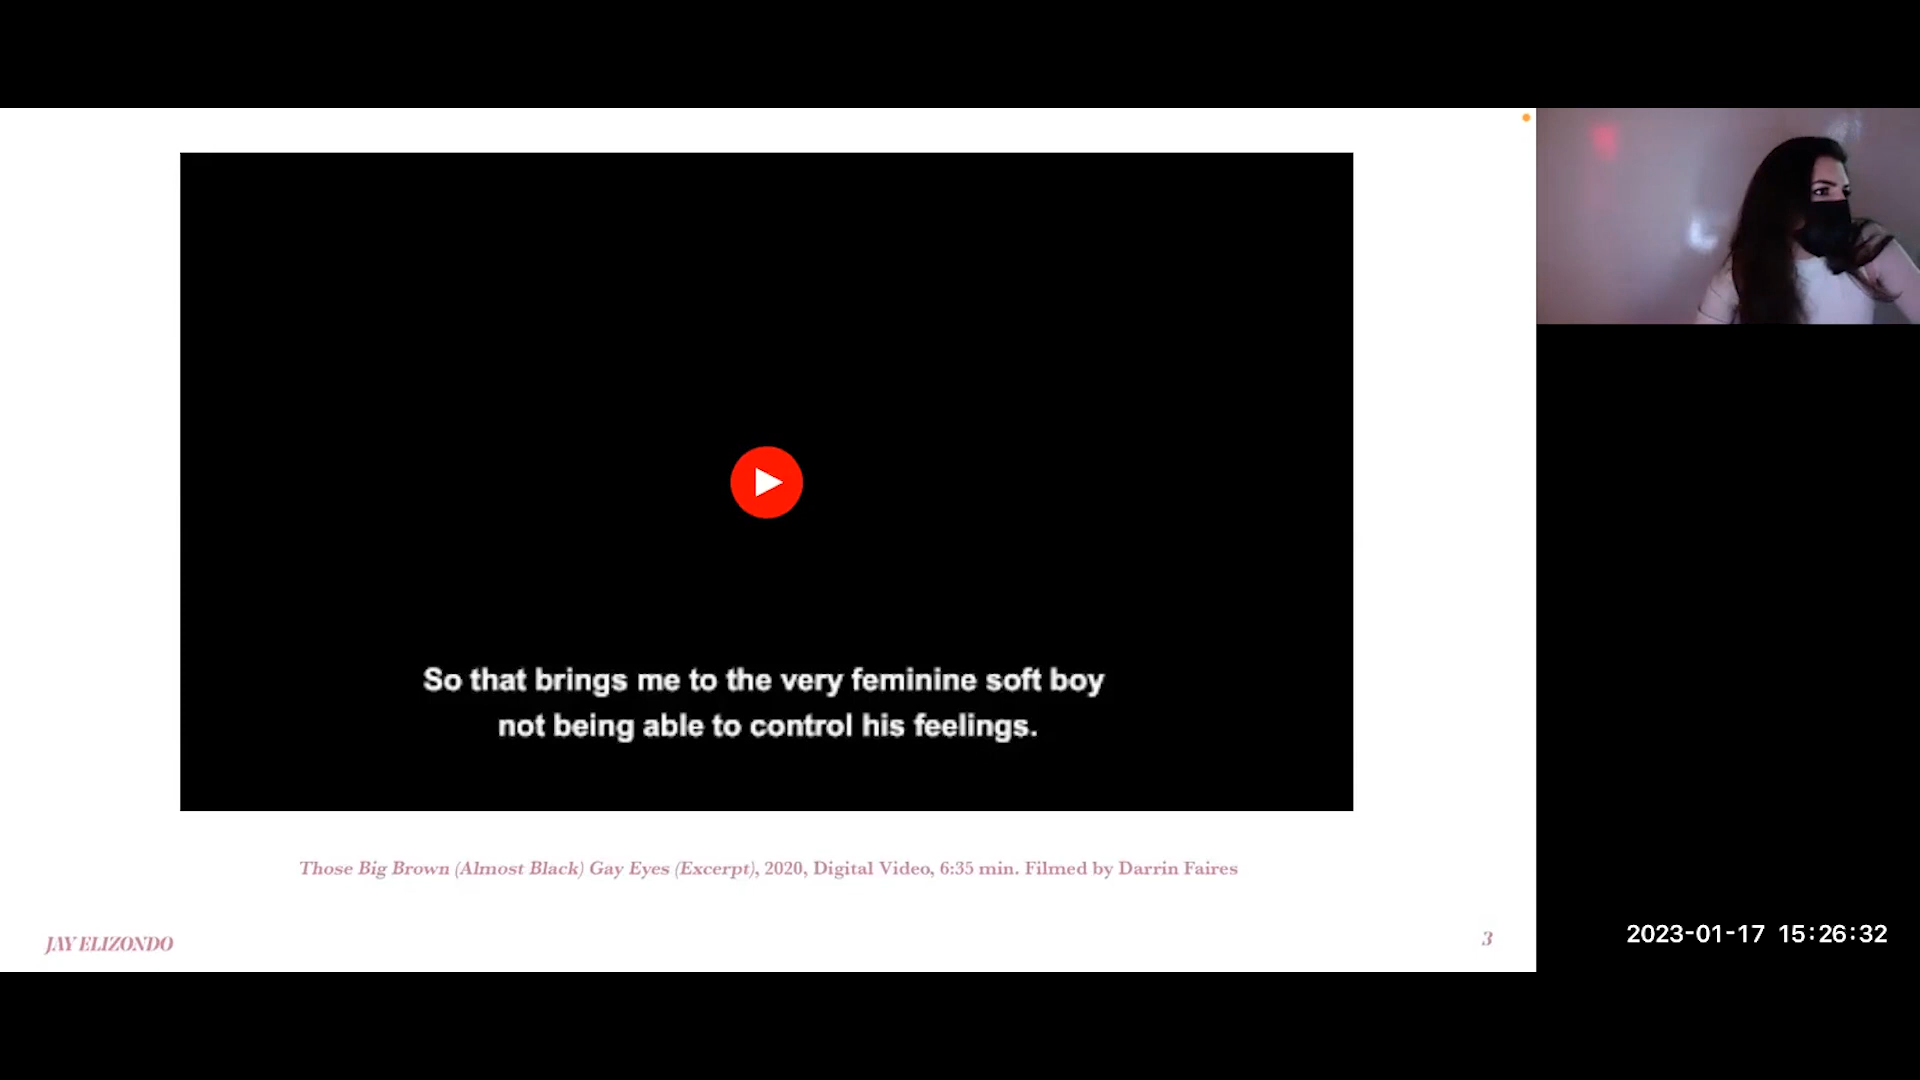 So that brings me to the very feminine soft boy
not being able to control his feelings.
Those Big Brown (Almost Black) Gay Eyes (Excerpt), 2020, Digital Video, 6:35 min. Filmed by Darrin Faires
JAY ELIZONDO
3
2023-01-17 15:26:32